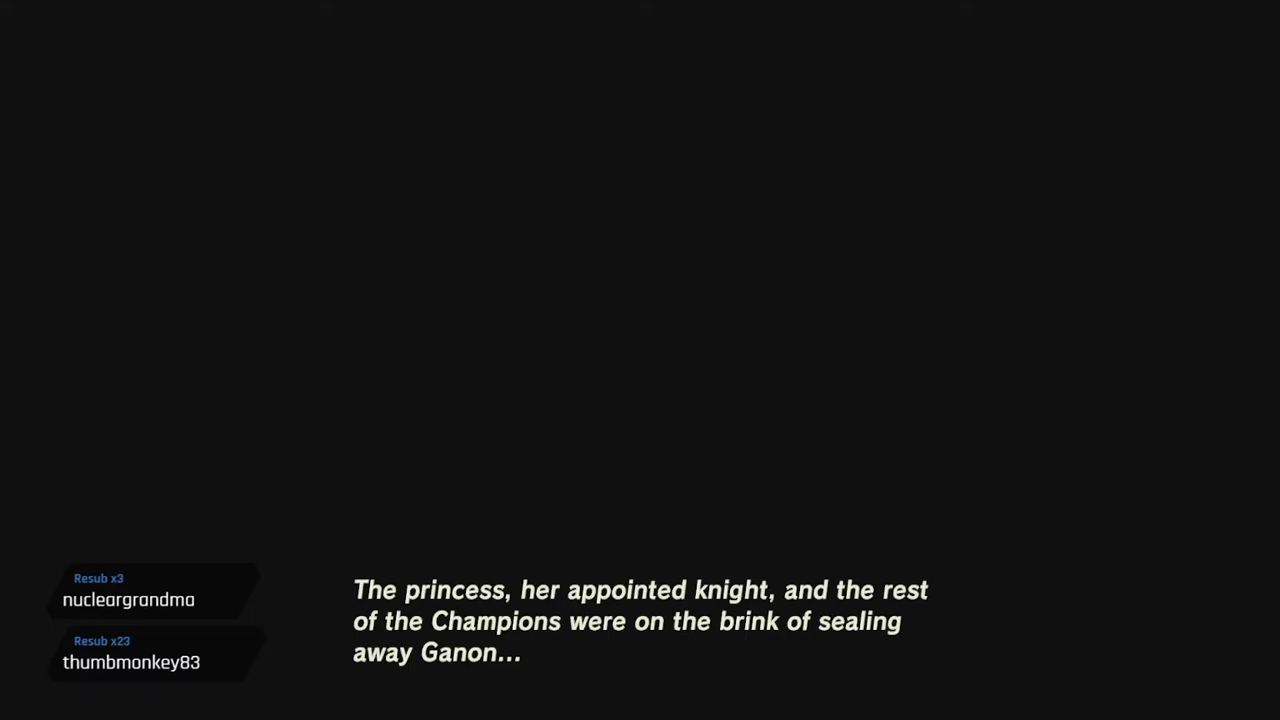 Resub x3
nucleargrandma
Resub x23
thumbmonkey83
The princess, her appointed knight, and the rest
of the Champions were on the brink of sealing
away Ganon...